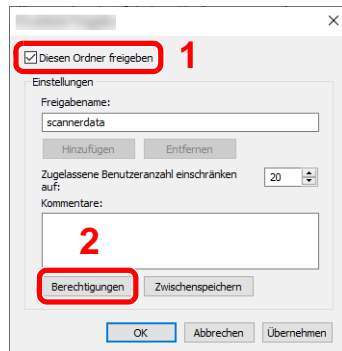 1
Diesen Ordner freigeben
Einstellungen
Freigabename:
scannerdata
Hinzufügen Entfernen
Zugelassene Benutzeranzahl einschränken
auf:
20
Kommentare:
2
Berechtigungen Zwischenspeichern
OK Abbrechen Übernehmen